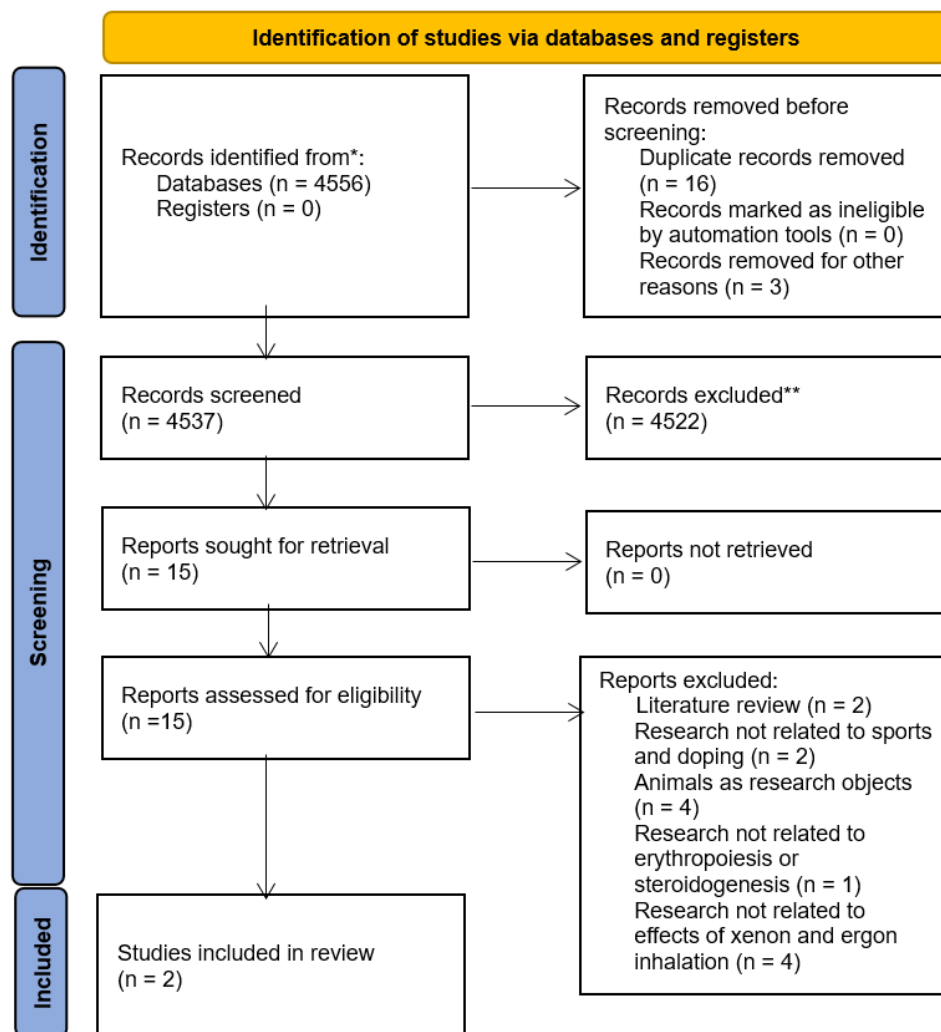 Identification of studies via databases and registers
Identification
Records identified from*:
Databases (n = 4556)
Registers (n = 0)
Records removed before
screening:
Duplicate records removed
(n = 16)
Records marked as ineligible
by automation tools (n = 0)
Records removed for other
reasons (n = 3)
Screening
Records screened
(n = 4537)
Records excluded**
(n = 4522)
Reports sought for retrieval
(n = 15)
Reports not retrieved
(n = 0)
Reports assessed for eligibility
(n =15)
Reports excluded:
Literature review (n = 2)
Research not related to sports
and doping (n = 2)
Animals as research objects
(n = 4)
Research not related to
erythropoiesis or
steroidogenesis (n = 1)
Research not related to
effects of xenon and ergon
inhalation (n = 4)
Included
Studies included in review
(n = 2)